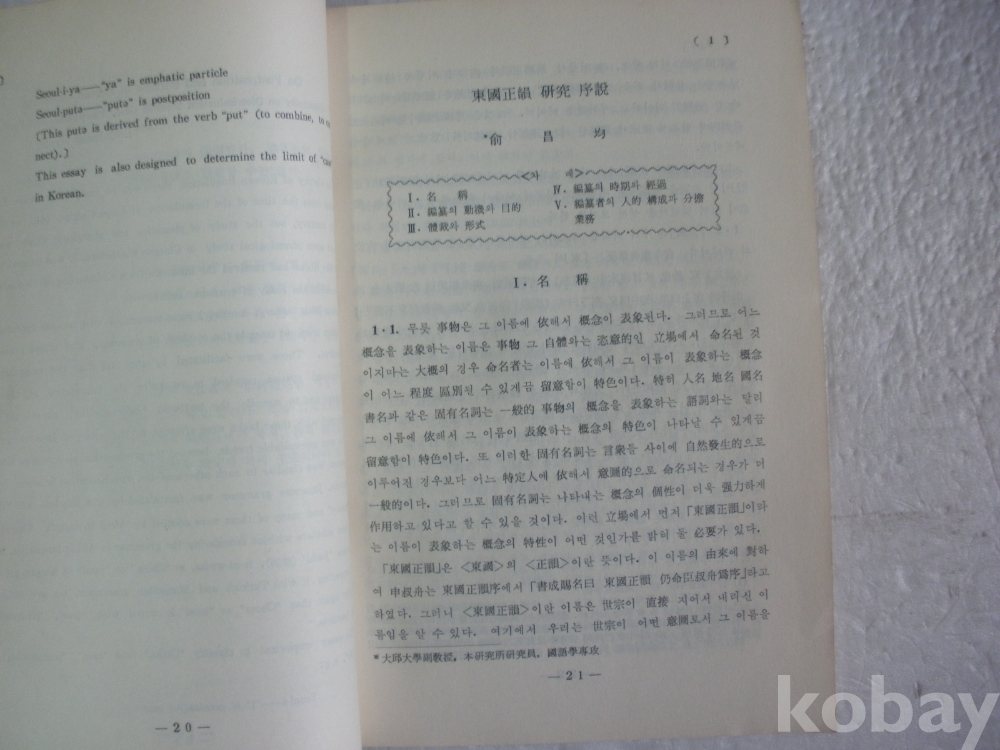 Seoul-i-ya——"ya" is emphatic particle
Seoul-putə——"putə" is postposition
(This putə is derived from the verb "put" (to combine, to
nect).)
This essay is also designed to determine the limit of
in Korean.
— 2 0 —
( 1 )
東國正韻 硏究 序說
*兪 昌 均
<차 례>
Ⅰ. 名 稱
Ⅱ. 編纂의 動機와 目的
Ⅲ. 體裁와 形式
Ⅳ. 編纂의 時期와 經過
Ⅴ. 編纂者의 人的 構成과 分擔
業務
Ⅰ. 名 稱
1·1. 무릇 事物은 그 이름에 依해서 槪念이 表象된다. 그러므로 어느
槪念을 表象하는 이름은 事物 그 自體와는 恣意的인 立場에서 命名된 것
이지마는 大槪의 경우 命名者는 이름에 依해서 그 이름이 表象하는 槪念
이 어느 程度 區別될 수 있게끔 留意함이 特色이다. 特히 人名 地名 國名
書名과 같은 固有名詞는 一般的 事物의 槪念을 表象하는 語詞와는 달리
그 이름에 依해서 그 이름이 表象하는 槪念의 特色이 나타날 수 있게끔
留意함이 特色이다. 또 이러한 固有名詞는 言衆들 사이에 自然發生的으로
이루어진 경우보다 어느 特定人에 依해서 意圖的으로 命名되는 경우가 더
一般的이다. 그러므로 固有名詞는 나타내는 槪念의 個性이 더욱 强力하게
作用하고 있다고 할 수 있을 것이다. 이런 立場에서 먼저 「東國正韻」이라
는 이름이 表象하는 槪念의 特性이 어떤 것인가를 밝혀 둘 必要가 있다.
「東國正韻」은 <東國>의 <正韻>이란 뜻이다. 이 이름의 由來에 對하
여 申叔舟는 東國正韻序에서 「書成賜名曰 東國正韻 仍命臣叔舟爲序」라고
하였다. 그러니 <東國正韻>이란 이름은 世宗이 直接 지어서 내리신 이
름임을 알 수 있다. 여기에서 우리는 世宗이 어떤 意圖로서 그 이름을
* 大邱大學副敎授, 本硏究所硏究員, 國語學專攻
— 2 1 —
kobay